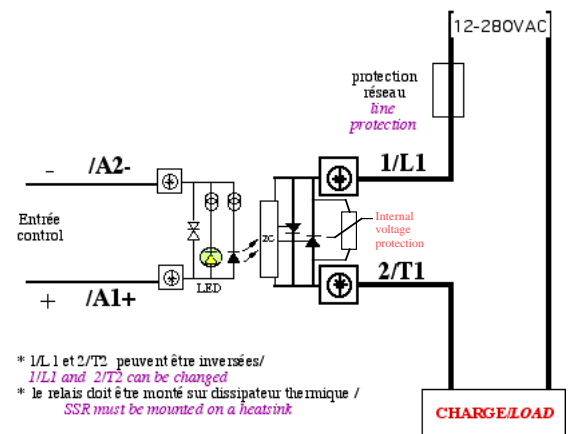 12-280VAC
protection
réseau
line
protection
- /A2-
1/L1
Entrée
control
ZC
Internal
voltage
protection
2/T1
+ /A1+
LED
* 1/L1 et 2/T2 peuvent être inversées/
1/L1 and 2/T2 can be changed
* le relais doit être monté sur dissipateur thermique /
SSR must be mounted on a heatsink
CHARGE/LOAD